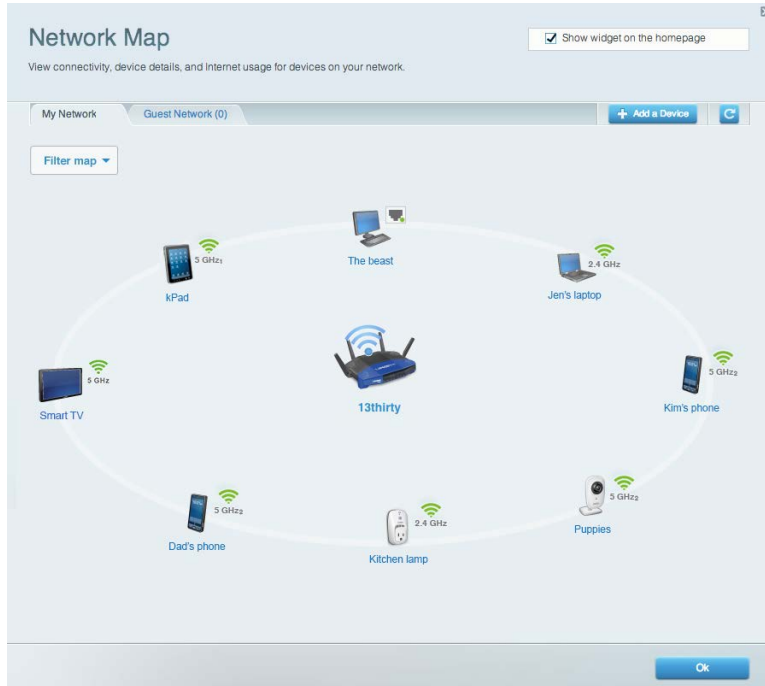 Network Map
Show widget on the homepage
View connectivity, device details, and Internet usage for devices on your network.
My Network
Guest Network (0)
Add a Device
Filter map
The beast
5 GHz1
kPad
2.4 GHz
Jen's laptop
5 GHz
Smart TV
13thirty
5 GHz2
Kim's phone
5 GHz2
Dad's phone
2.4 GHz
Kitchen lamp
5 GHz2
Puppies
Ok